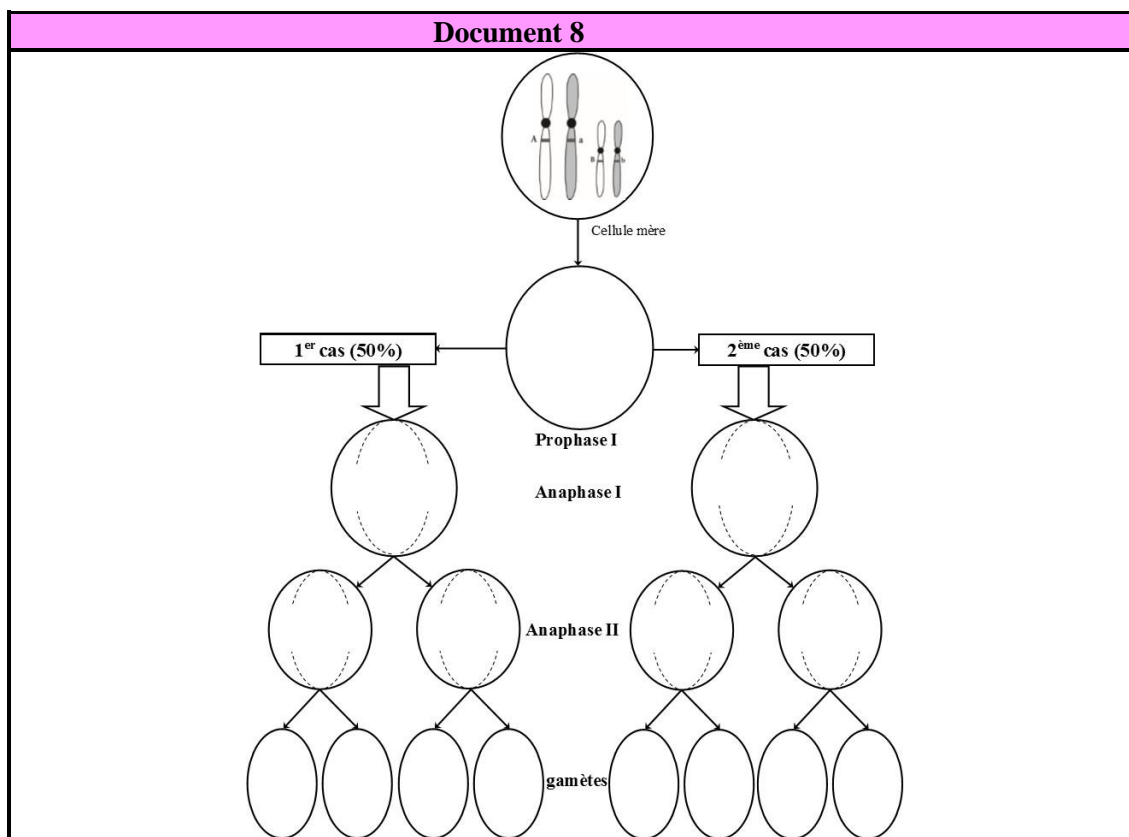 Document 8
A a
B b
Cellule mère
1er cas (50%)
2ème cas (50%)
Prophase I
Anaphase I
Anaphase II
gamètes